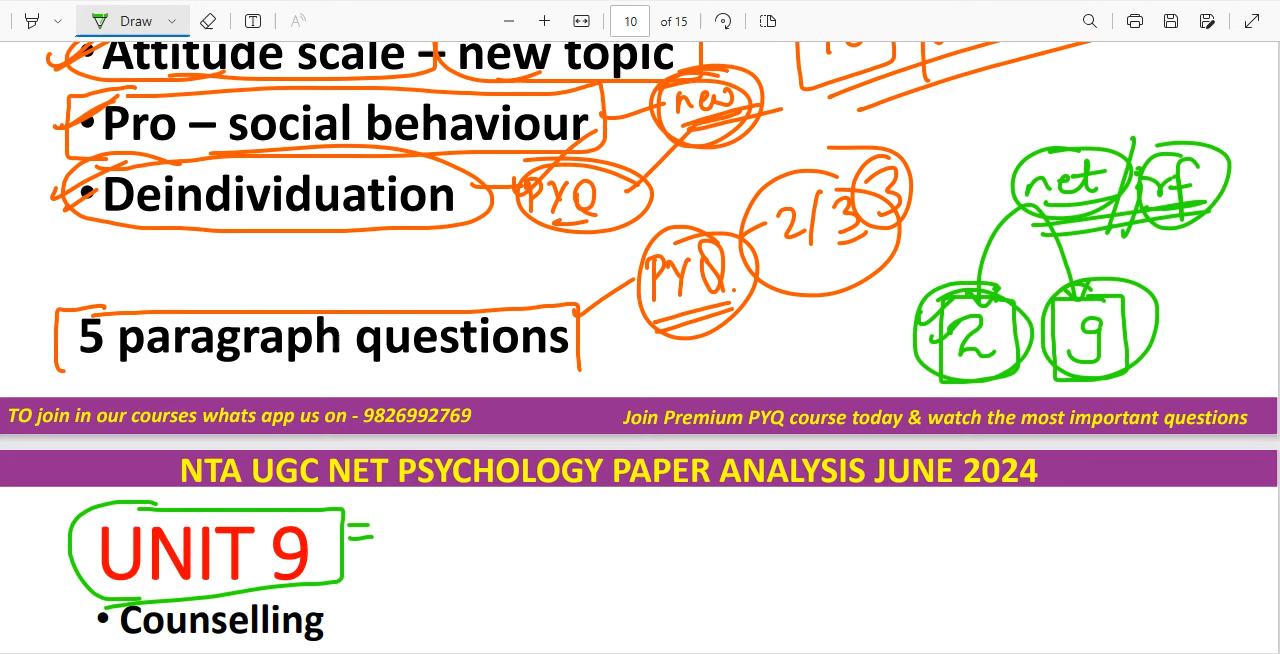 Draw
10 of 15
• Attitude scale – new topic
• Pro – social behaviour
new
• Deindividuation
PYQ
2/3 3
net/jrf
PYQ.
5 paragraph questions
2 9
TO join in our courses whats app us on - 9826992769 Join Premium PYQ course today & watch the most important questions
NTA UGC NET PSYCHOLOGY PAPER ANALYSIS JUNE 2024
UNIT 9 =
• Counselling